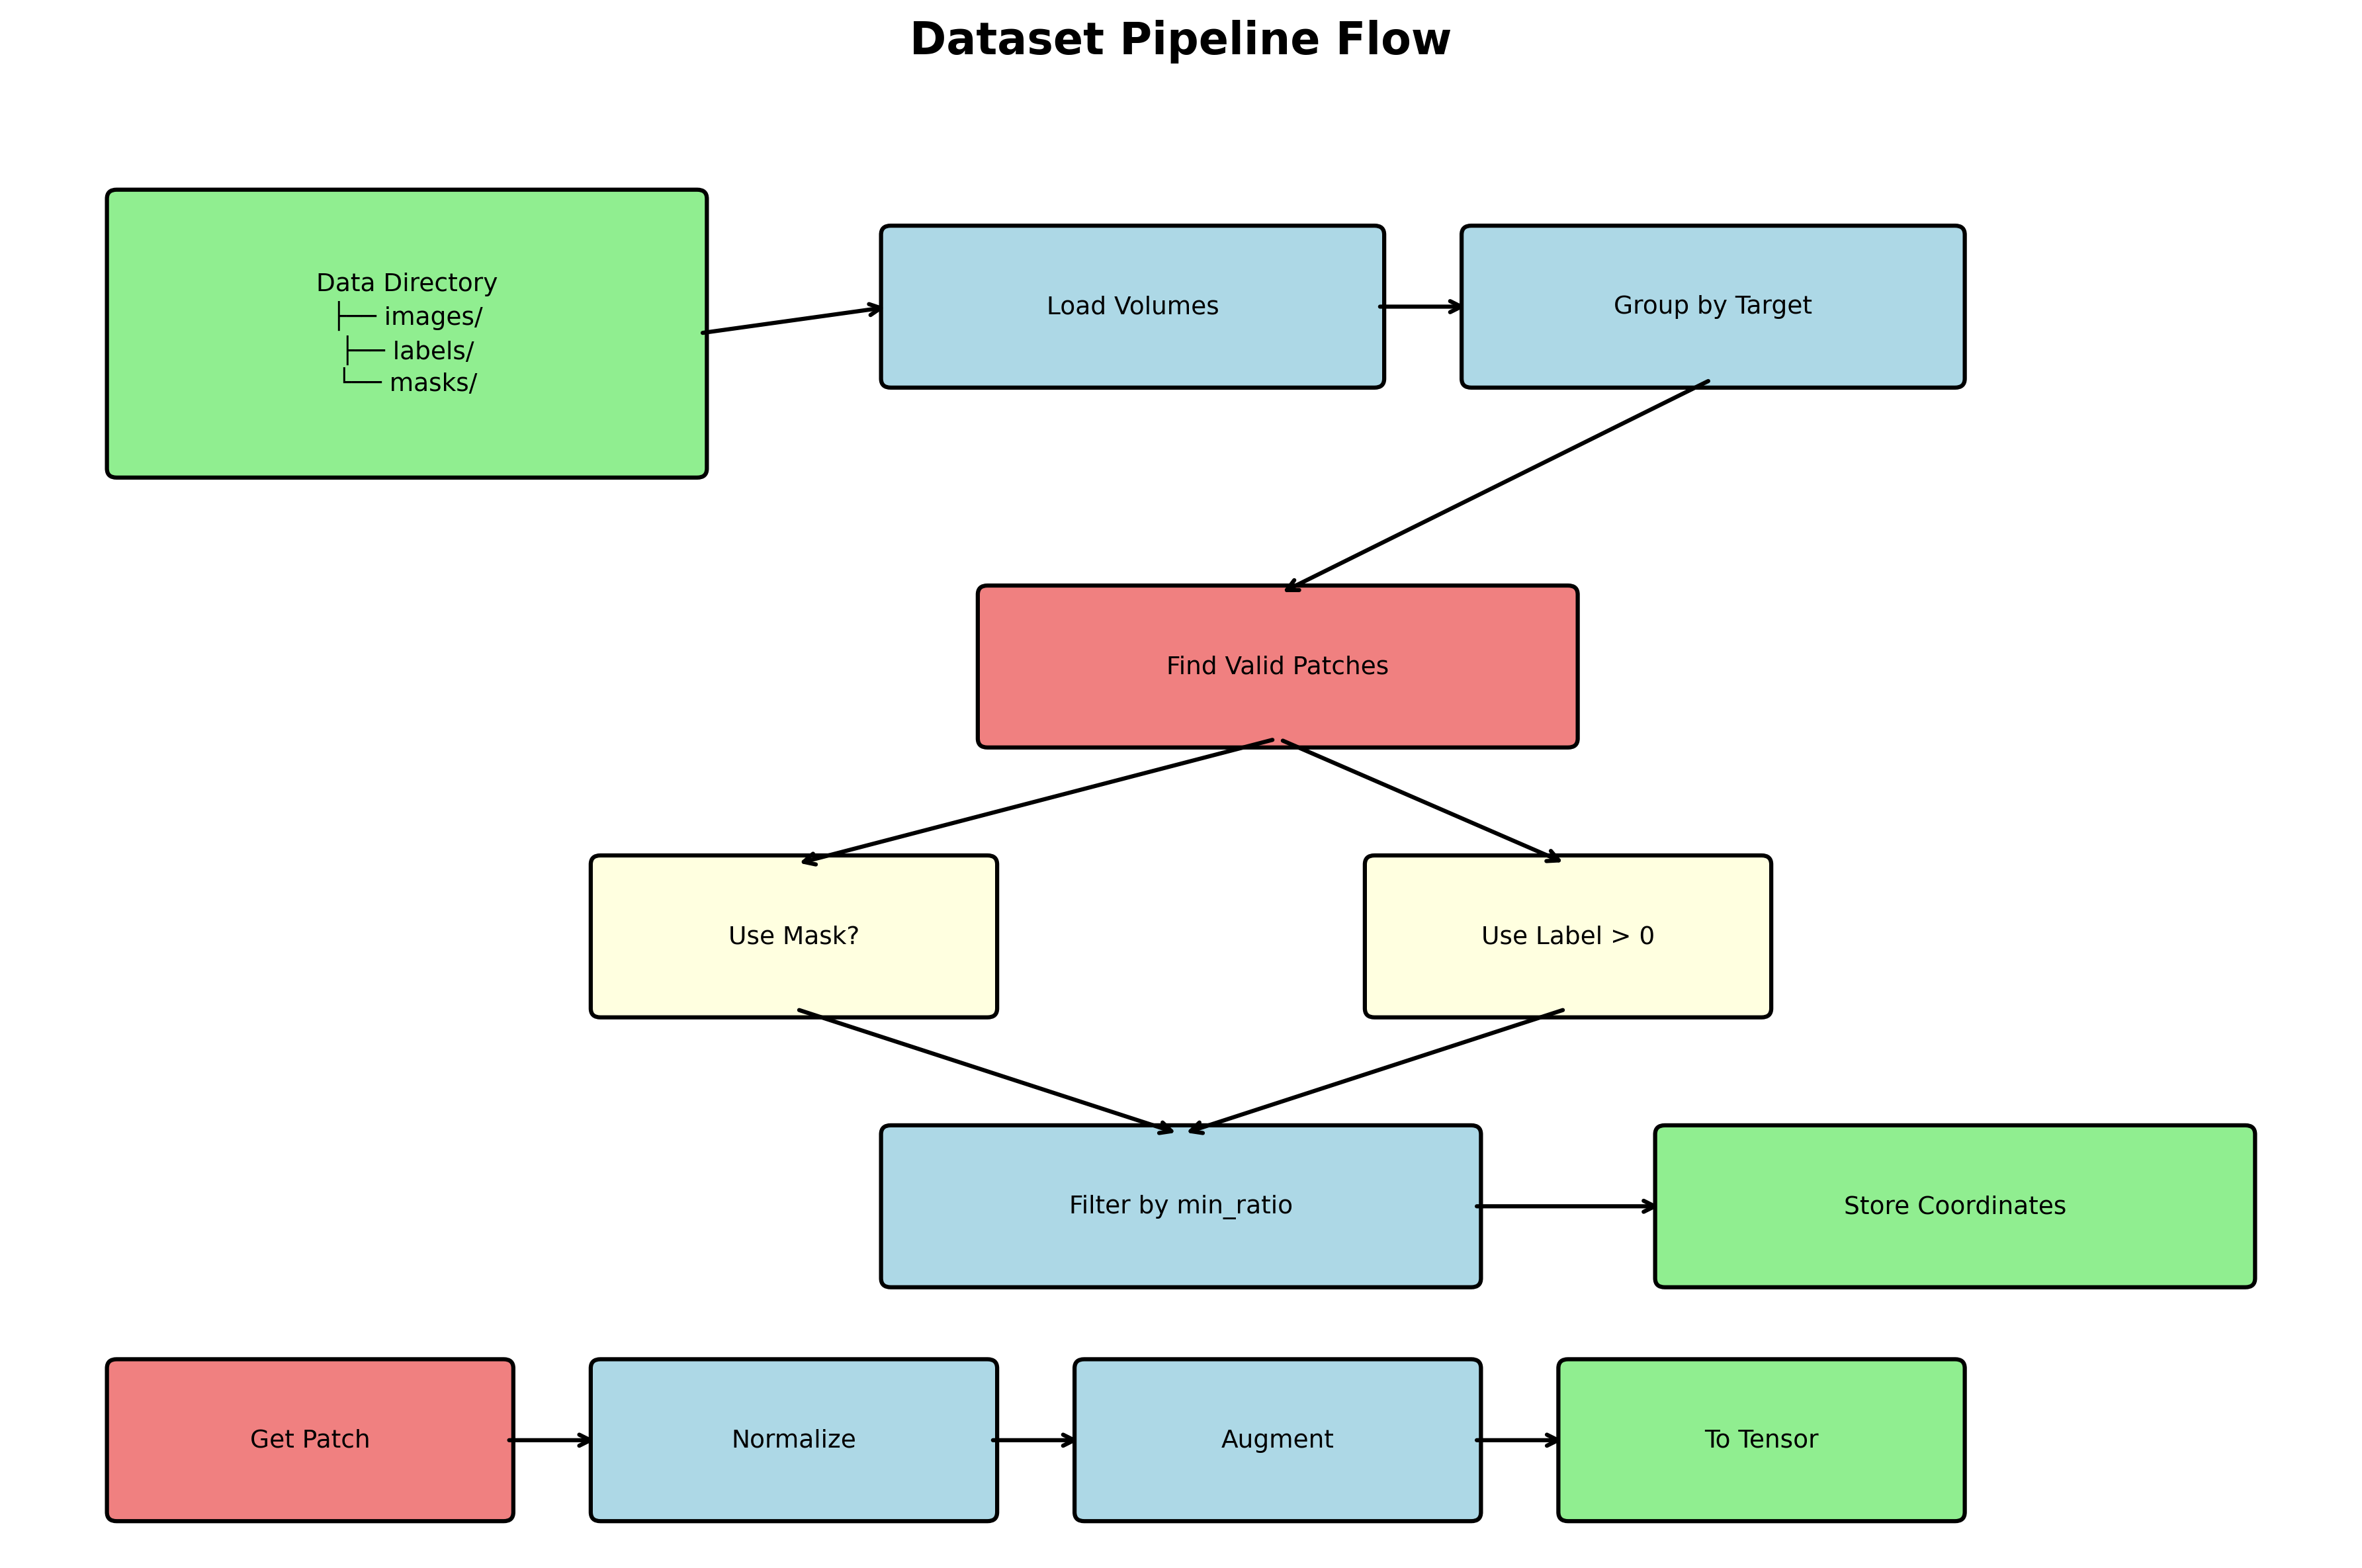 Dataset Pipeline Flow
Data Directory
├── images/
├── labels/
└── masks/
Load Volumes
Group by Target
Find Valid Patches
Use Mask?
Use Label > 0
Filter by min_ratio
Store Coordinates
Get Patch
Normalize
Augment
To Tensor